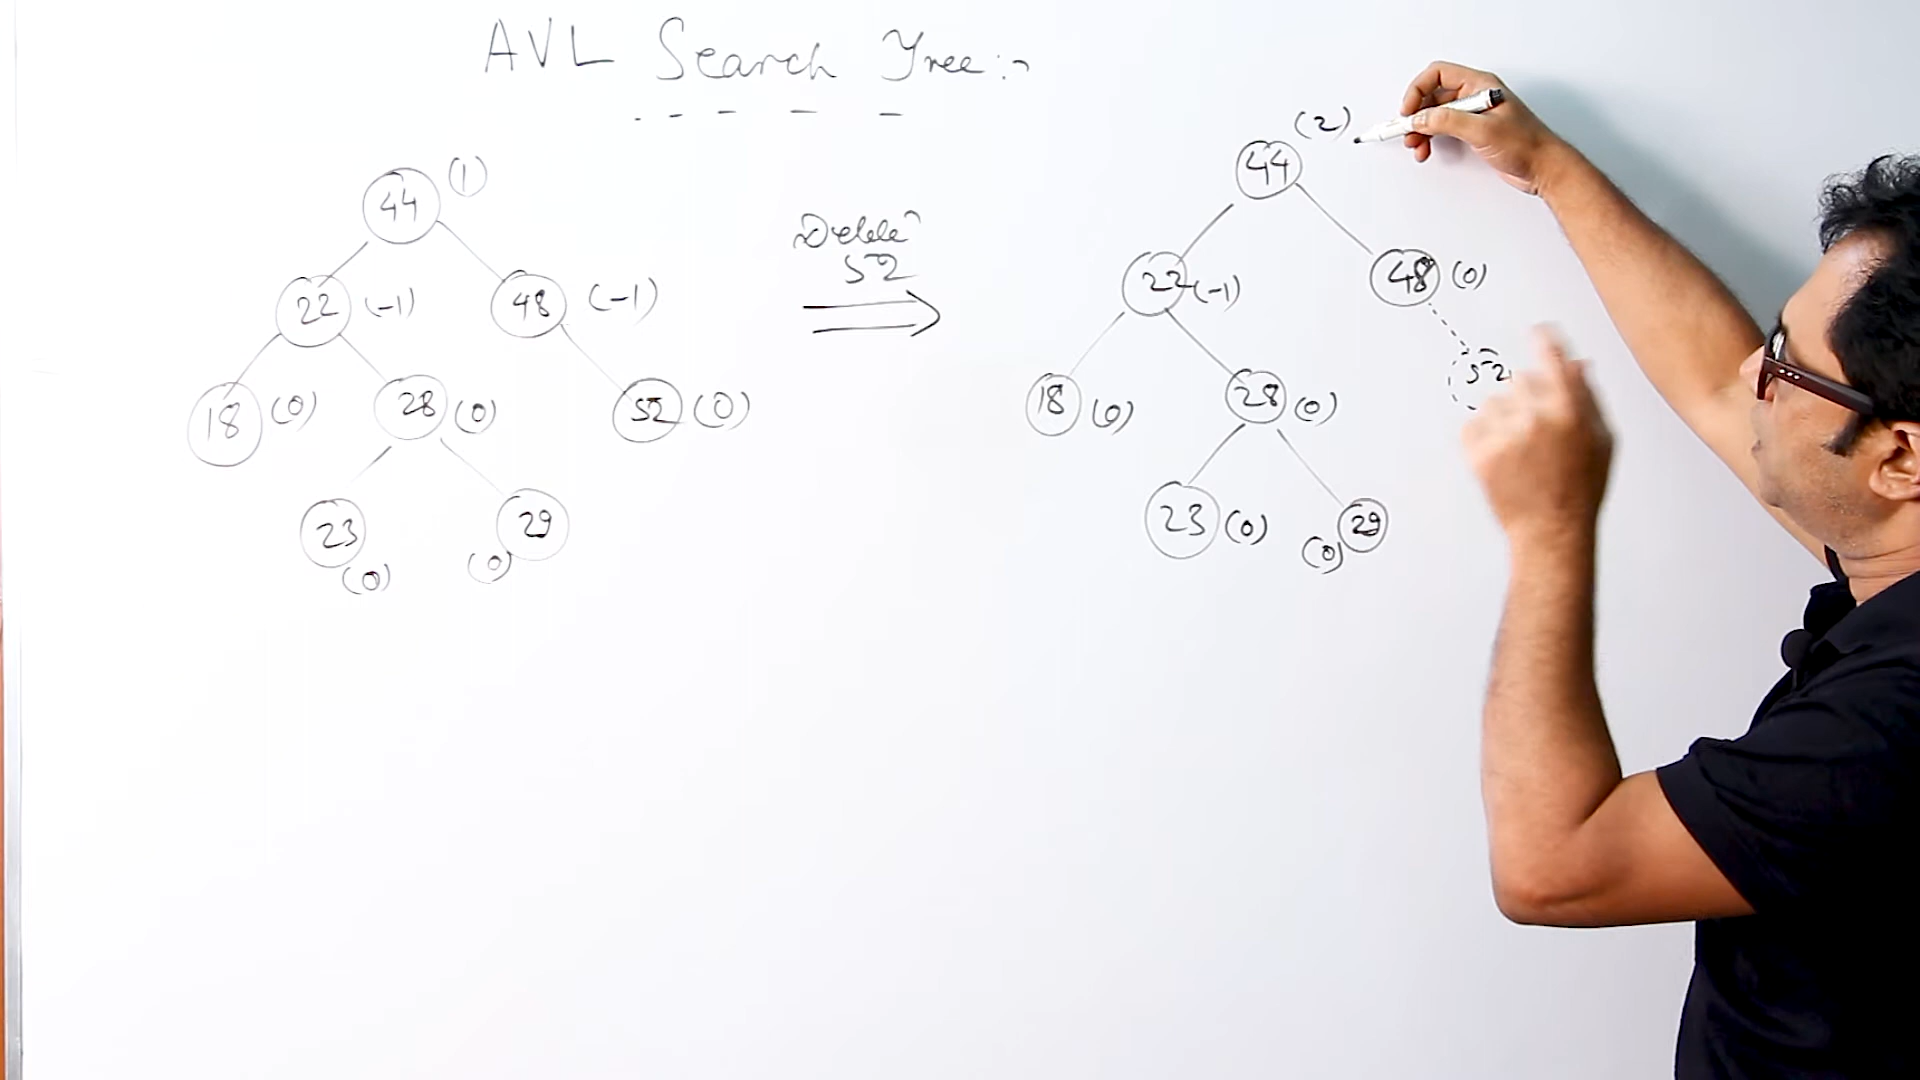 AVL Search Tree :-
44 (1)
22 (-1) 48 (-1)
18 (0) 28 (0) 52 (0)
23 (0) 29 (0)
Delete
52
44 (2)
22 (-1) 48 (0)
18 (0) 28 (0) 52
23 (0) 29 (0)